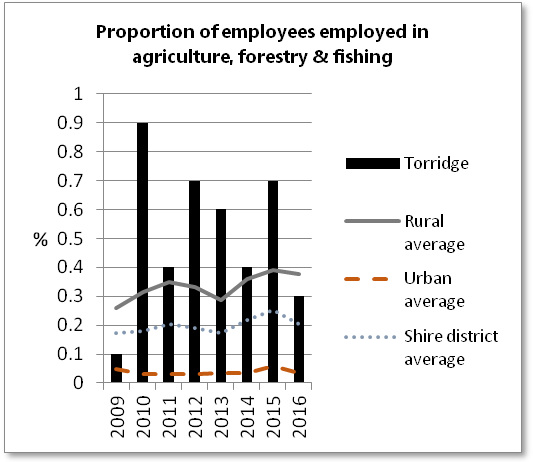 Proportion of employees employed in
agriculture, forestry & fishing
1
0.9
0.8
0.7
0.6
0.5
0.4
0.3
0.2
0.1
0
%
2009
2010
2011
2012
2013
2014
2015
2016
Torridge
Rural
average
Urban
average
Shire district
average